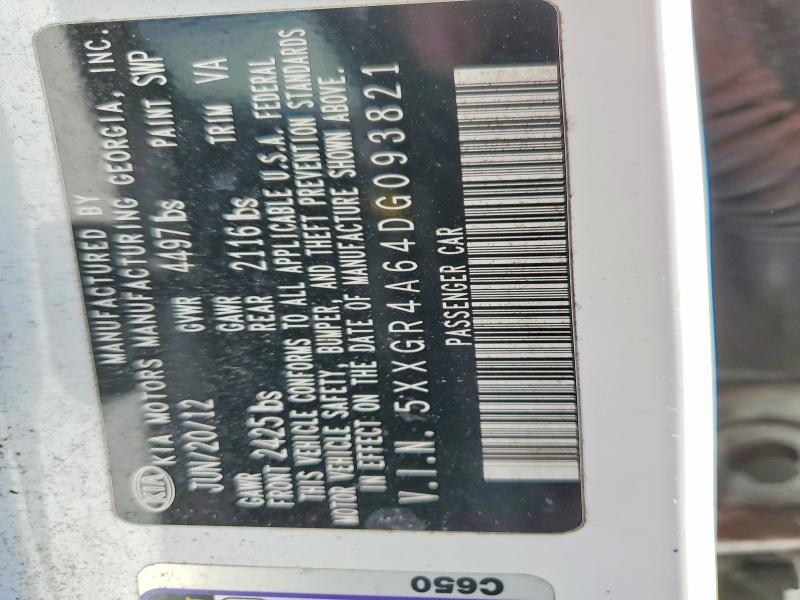 MANUFACTURED BY
KIA KIA MOTORS MANUFACTURING GEORGIA, INC.
JUN/20/12 GVWR 4497lbs PAINT SWP
GAWR GAWR TRIM VA
FRONT 2425lbs REAR 2116lbs
THIS VEHICLE CONFORMS TO ALL APPLICABLE U.S.A. FEDERAL
MOTOR VEHICLE SAFETY, BUMPER, AND THEFT PREVENTION STANDARDS
IN EFFECT ON THE DATE OF MANUFACTURE SHOWN ABOVE.
V.I.N. 5XXGR4A64DG093821
PASSENGER CAR
C650